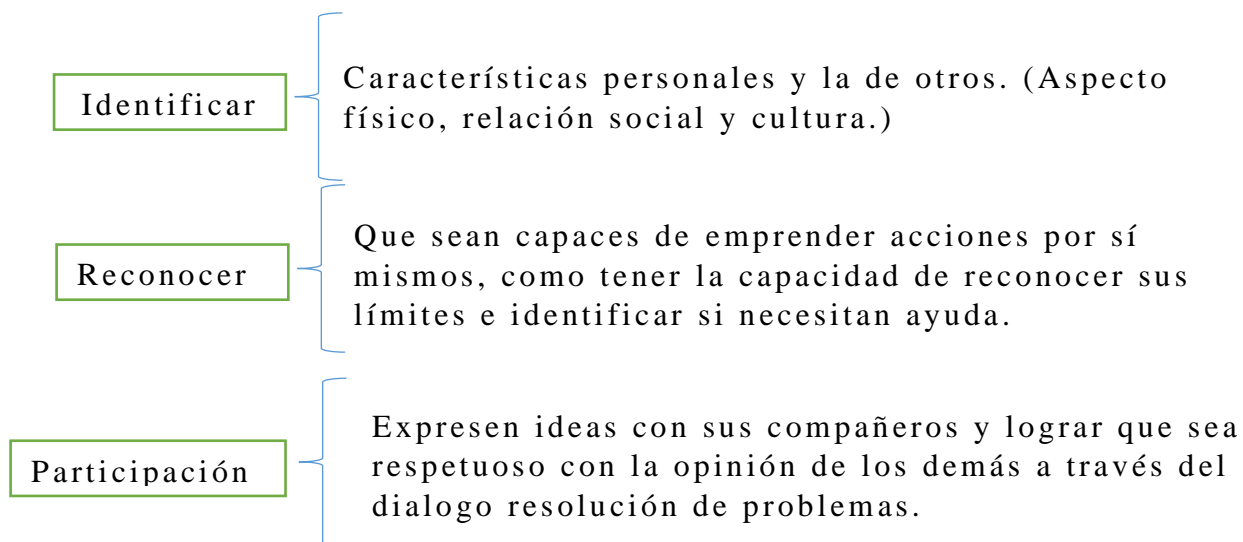 Identificar
Características personales y la de otros. (Aspecto
físico, relación social y cultura.)
Reconocer
Que sean capaces de emprender acciones por sí
mismos, como tener la capacidad de reconocer sus
límites e identificar si necesitan ayuda.
Participación
Expresen ideas con sus compañeros y lograr que sea
respetuoso con la opinión de los demás a través del
dialogo resolución de problemas.